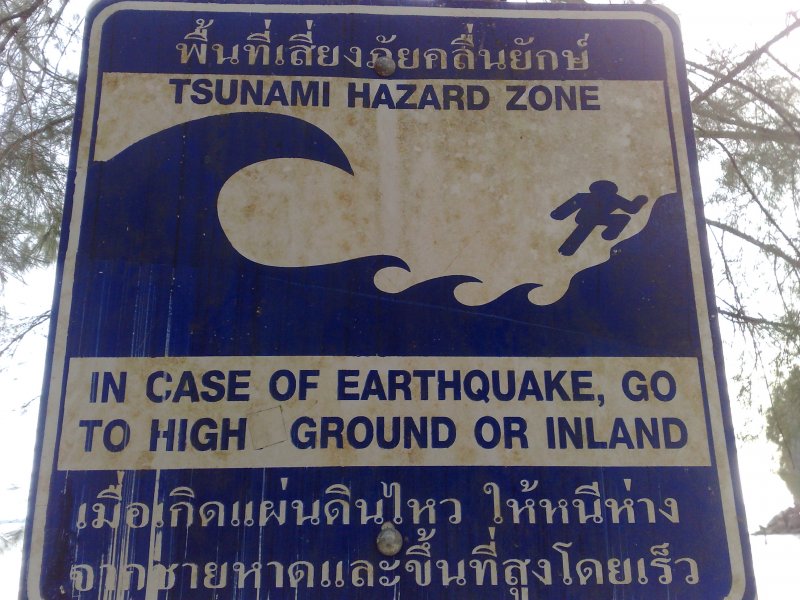 พื้นที่เสี่ยงภัยคลื่นยักษ์
TSUNAMI HAZARD ZONE
IN CASE OF EARTHQUAKE, GO
TO HIGH GROUND OR INLAND
เมื่อเกิดแผ่นดินไหว ให้หนีห่าง
จากชายหาดและขึ้นที่สูงโดยเร็ว